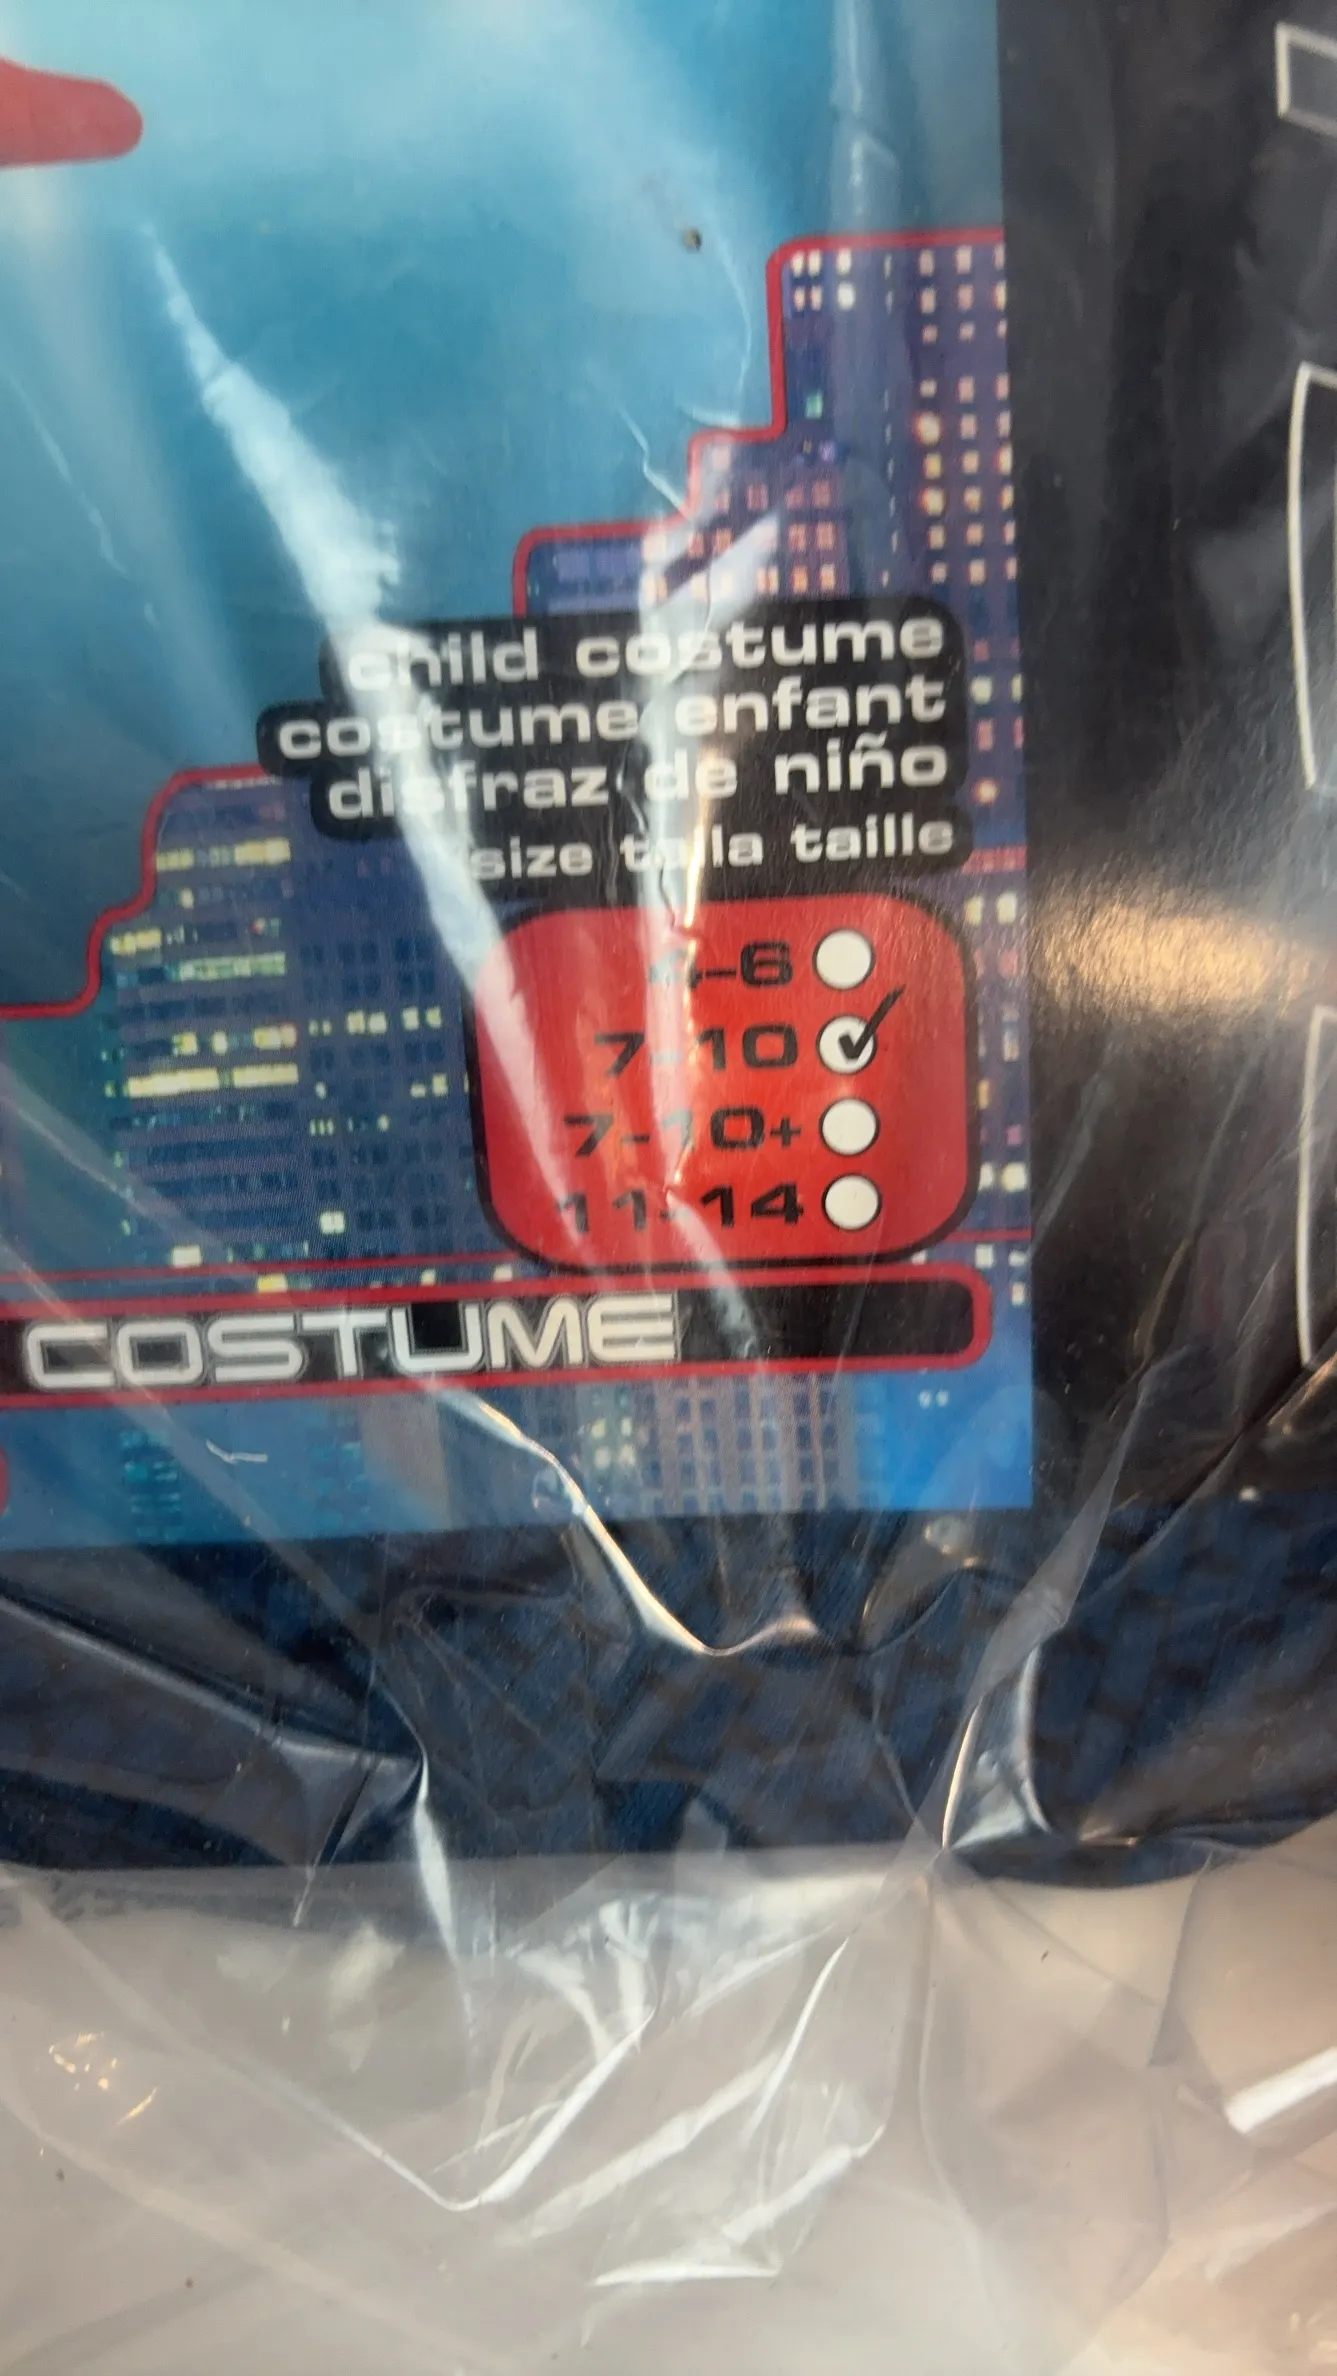 child costume
costume enfant
disfraz de niño
size talla taille
4-6
7-10
7-10+
11-14
COSTUME